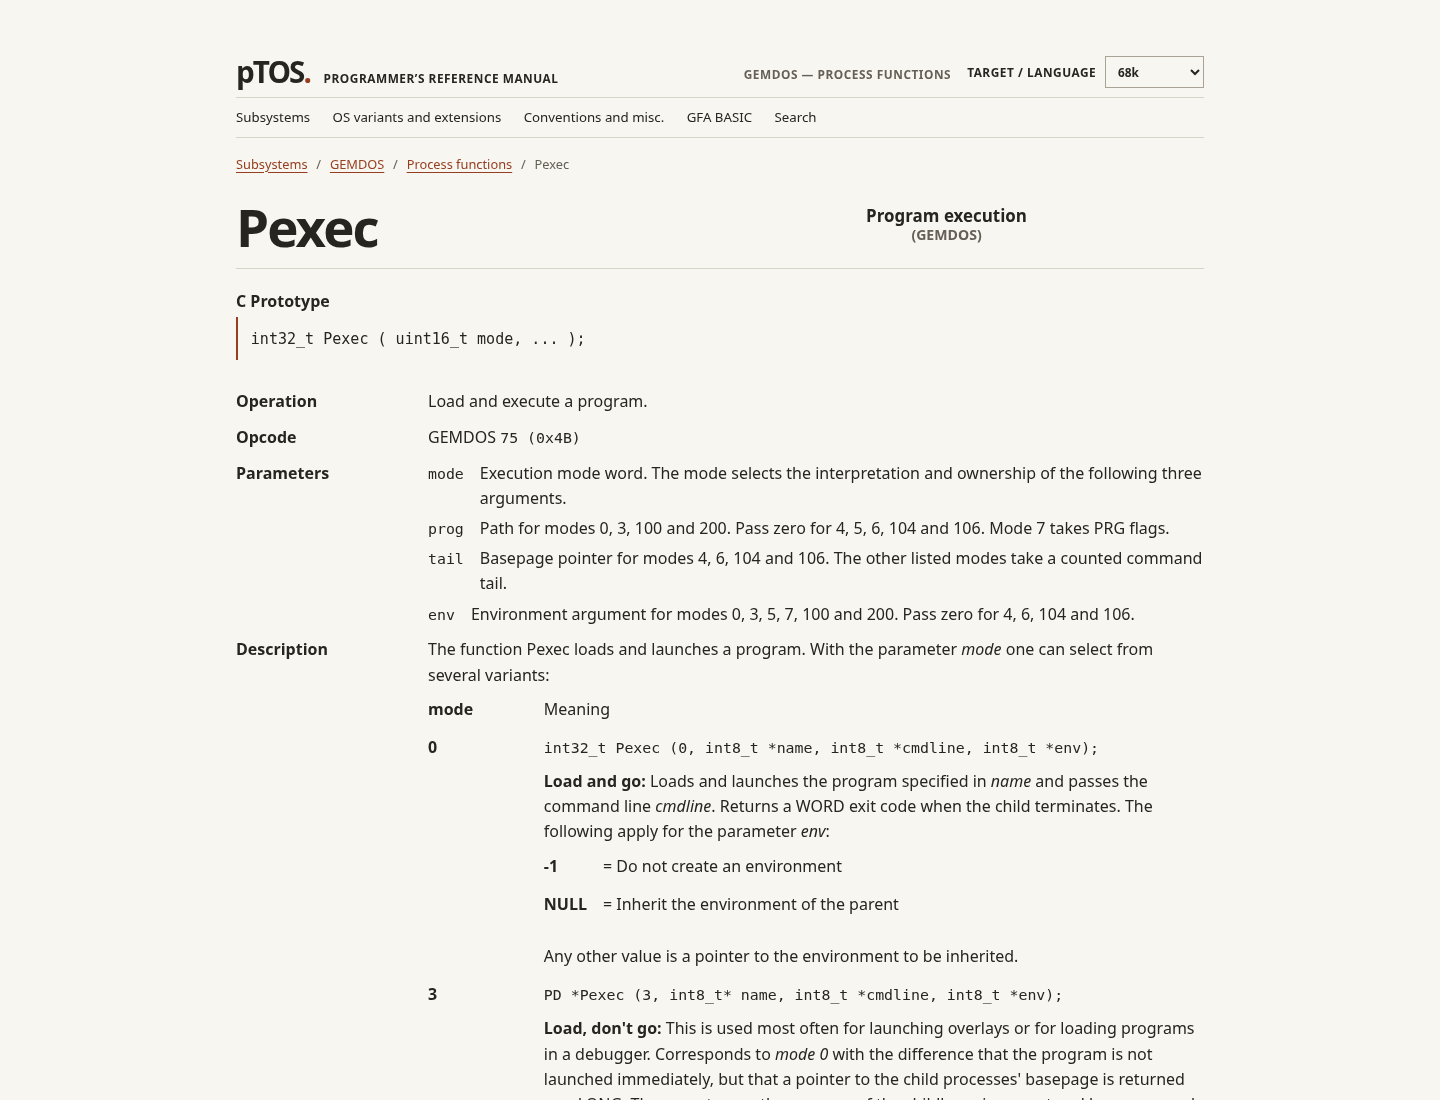 pTOS. PROGRAMMER’S REFERENCE MANUAL GEMDOS — PROCESS FUNCTIONS TARGET / LANGUAGE 68k
Subsystems OS variants and extensions Conventions and misc. GFA BASIC Search
Subsystems / GEMDOS / Process functions / Pexec
Pexec
Program execution
(GEMDOS)
C Prototype
int32_t Pexec ( uint16_t mode, ... );
Operation Load and execute a program.
Opcode GEMDOS 75 (0x4B)
Parameters mode Execution mode word. The mode selects the interpretation and ownership of the following three
arguments.
prog Path for modes 0, 3, 100 and 200. Pass zero for 4, 5, 6, 104 and 106. Mode 7 takes PRG flags.
tail Basepage pointer for modes 4, 6, 104 and 106. The other listed modes take a counted command
tail.
env Environment argument for modes 0, 3, 5, 7, 100 and 200. Pass zero for 4, 6, 104 and 106.
Description The function Pexec loads and launches a program. With the parameter mode one can select from
several variants:
mode Meaning
0 int32_t Pexec (0, int8_t *name, int8_t *cmdline, int8_t *env);
Load and go: Loads and launches the program specified in name and passes the
command line cmdline. Returns a WORD exit code when the child terminates. The
following apply for the parameter env:
-1 = Do not create an environment
NULL = Inherit the environment of the parent
Any other value is a pointer to the environment to be inherited.
3 PD *Pexec (3, int8_t* name, int8_t *cmdline, int8_t *env);
Load, don't go: This is used most often for launching overlays or for loading programs
in a debugger. Corresponds to mode 0 with the difference that the program is not
launched immediately, but that a pointer to the child processes' basepage is returned